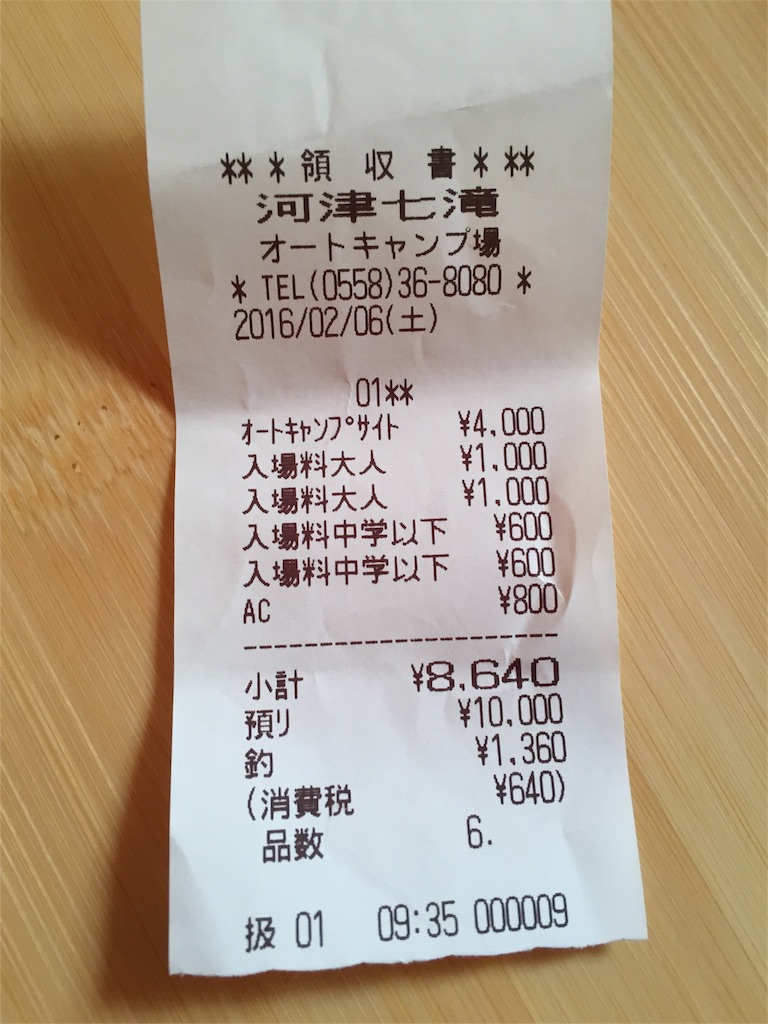 *** 領 収 書 ***
河津七滝
オートキャンプ場
* TEL(0558)36-8080 *
2016/02/06(土)
01**
オートキャンプサイト ¥4,000
入場料大人 ¥1,000
入場料大人 ¥1,000
入場料中学以下 ¥600
入場料中学以下 ¥600
AC ¥800
----------------------
小計 ¥8,640
預り ¥10,000
釣 ¥1,360
(消費税 ¥640)
品数 6.
扱 01 09:35 000009